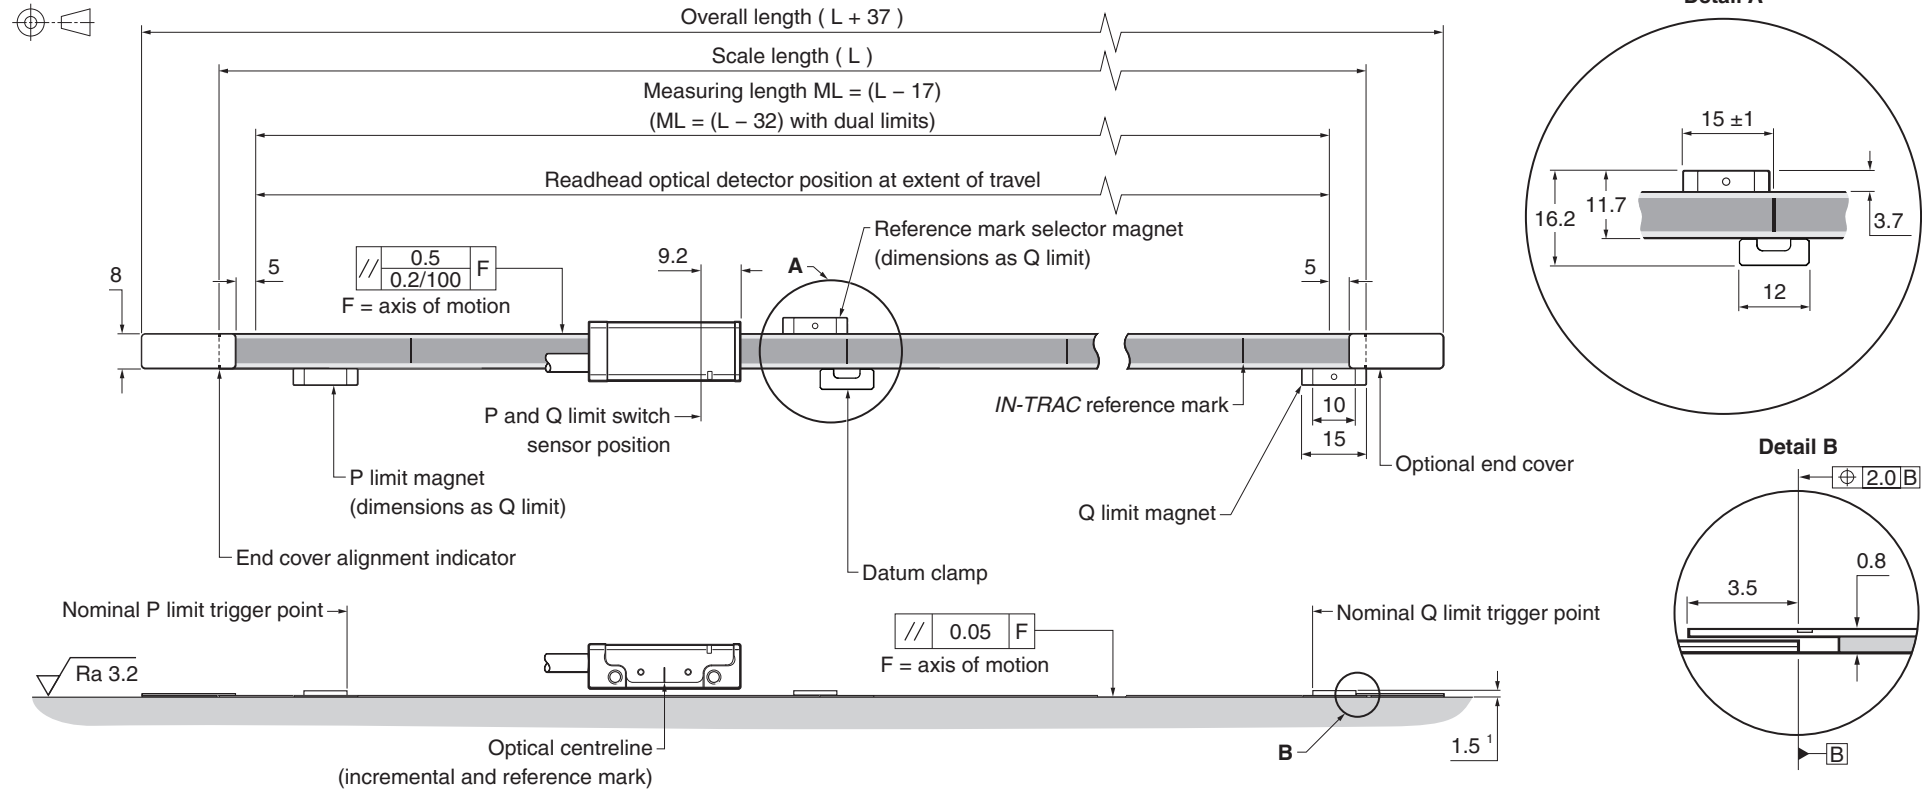 Detail A
Overall length ( L + 37 )
Scale length ( L )
Measuring length ML = (L − 17)
(ML = (L − 32) with dual limits)
Readhead optical detector position at extent of travel
15 ±1
16.2
11.7
3.7
12
Reference mark selector magnet
(dimensions as Q limit)
8
5
// 0.5 F
0.2/100
F = axis of motion
9.2
A
5
P and Q limit switch
sensor position
IN-TRAC reference mark
10
15
P limit magnet
(dimensions as Q limit)
Optional end cover
Q limit magnet
End cover alignment indicator
Datum clamp
Detail B
⌖ 2.0 B
0.8
3.5
B
Nominal P limit trigger point
Nominal Q limit trigger point
// 0.05 F
F = axis of motion
Ra 3.2
Optical centreline
(incremental and reference mark)
B
1.5 ¹